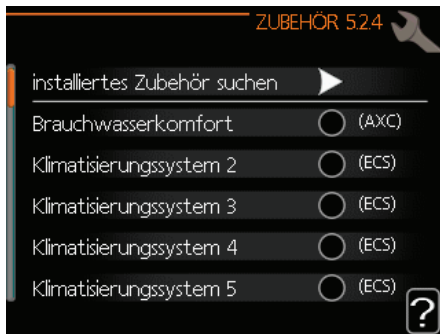 ZUBEHÖR 5.2.4
installiertes Zubehör suchen
Brauchwasserkomfort (AXC)
Klimatisierungssystem 2 (ECS)
Klimatisierungssystem 3 (ECS)
Klimatisierungssystem 4 (ECS)
Klimatisierungssystem 5 (ECS)
?